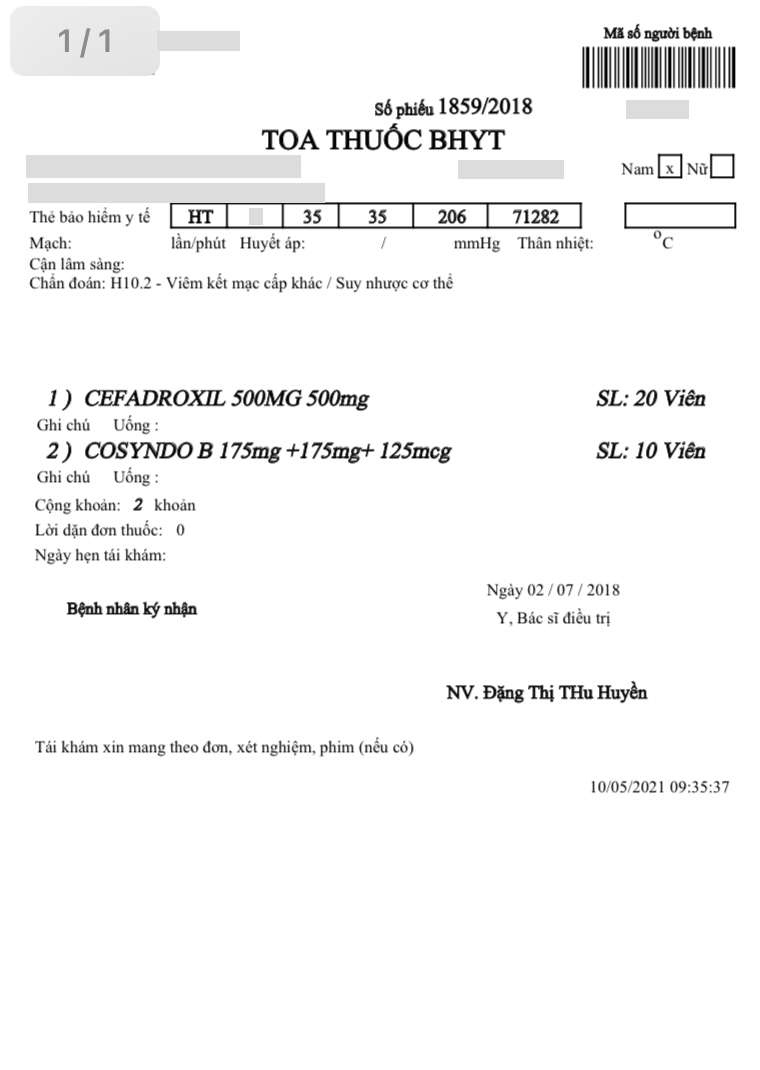 1/1
Mã số người bệnh
Số phiếu 1859/2018
TOA THUỐC BHYT
Nam x Nữ
Thẻ bảo hiểm y tế HT 35 35 206 71282
Mạch: lần/phút Huyết áp: / mmHg Thân nhiệt: °C
Cận lâm sàng:
Chẩn đoán: H10.2 - Viêm kết mạc cấp khác / Suy nhược cơ thể
1 ) CEFADROXIL 500MG 500mg SL: 20 Viên
Ghi chú Uống :
2 ) COSYNDO B 175mg +175mg+ 125mcg SL: 10 Viên
Ghi chú Uống :
Cộng khoản: 2 khoản
Lời dặn đơn thuốc: 0
Ngày hẹn tái khám:
Ngày 02 / 07 / 2018
Bệnh nhân ký nhận
Y, Bác sĩ điều trị
NV. Đặng Thị THu Huyền
Tái khám xin mang theo đơn, xét nghiệm, phim (nếu có)
10/05/2021 09:35:37